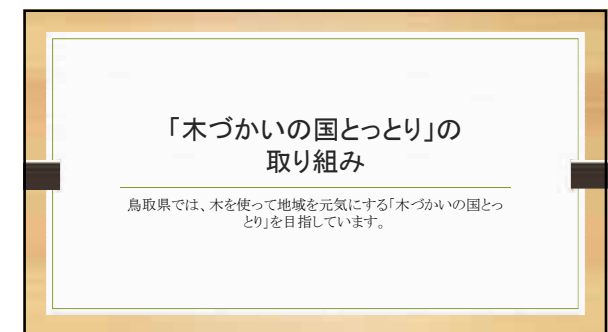 「木づかいの国とっとり」の
取り組み
鳥取県では、木を使って地域を元気にする「木づかいの国とっ
とり」を目指しています。